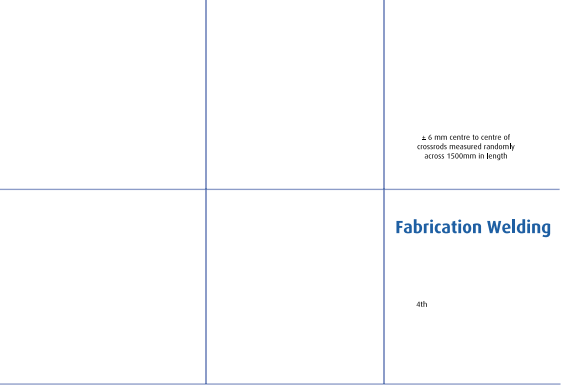 ± 6 mm centre to centre of
crossrods measured randomly
across 1500mm in length
Fabrication Welding
4th